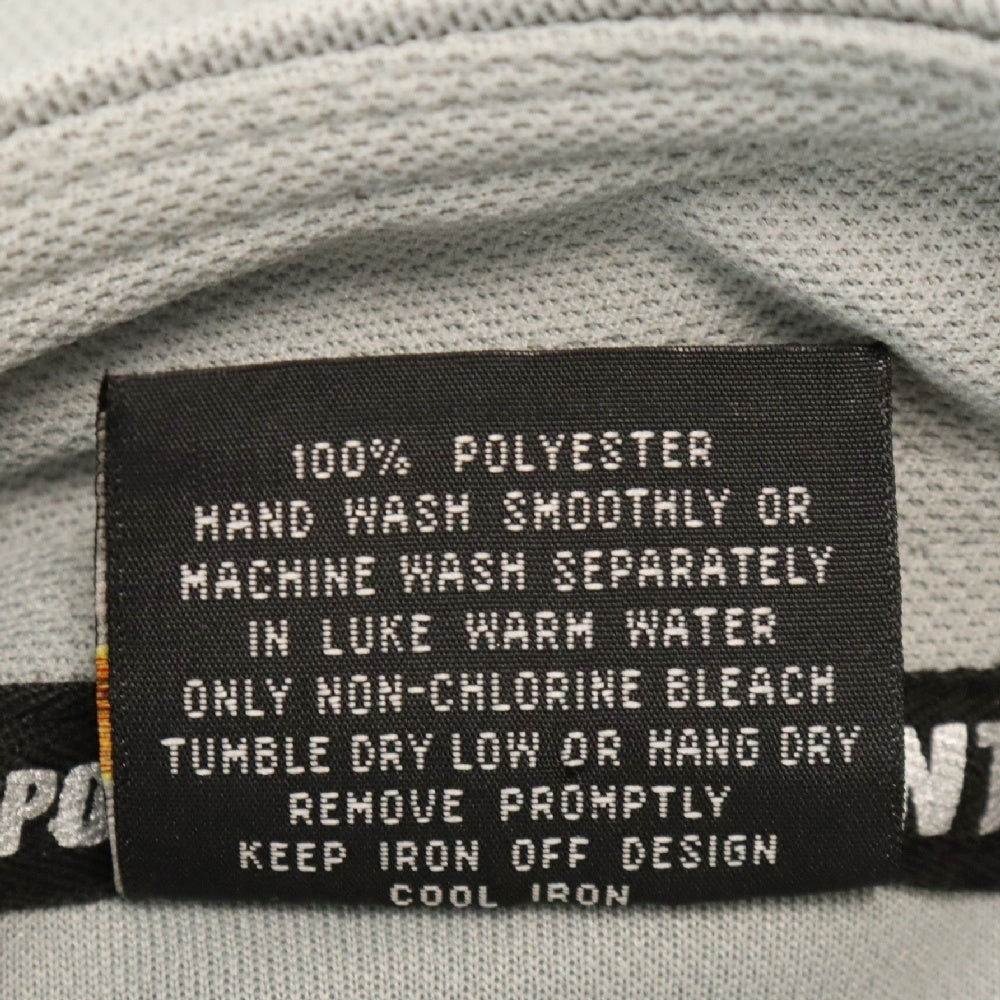 100% POLYESTER
HAND WASH SMOOTHLY OR
MACHINE WASH SEPARATELY
IN LUKE WARM WATER
ONLY NON-CHLORINE BLEACH
TUMBLE DRY LOW OR HANG DRY
REMOVE PROMPTLY
KEEP IRON OFF DESIGN
COOL IRON